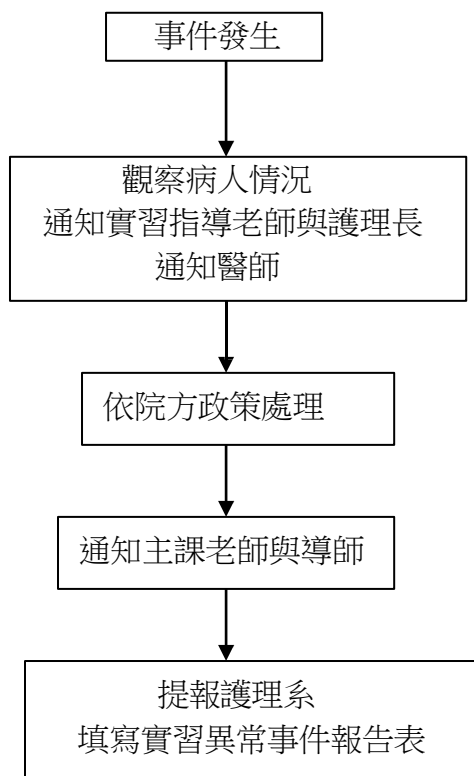 事件發生
觀察病人情況
通知實習指導老師與護理長
通知醫師
依院方政策處理
通知主課老師與導師
提報護理系
填寫實習異常事件報告表